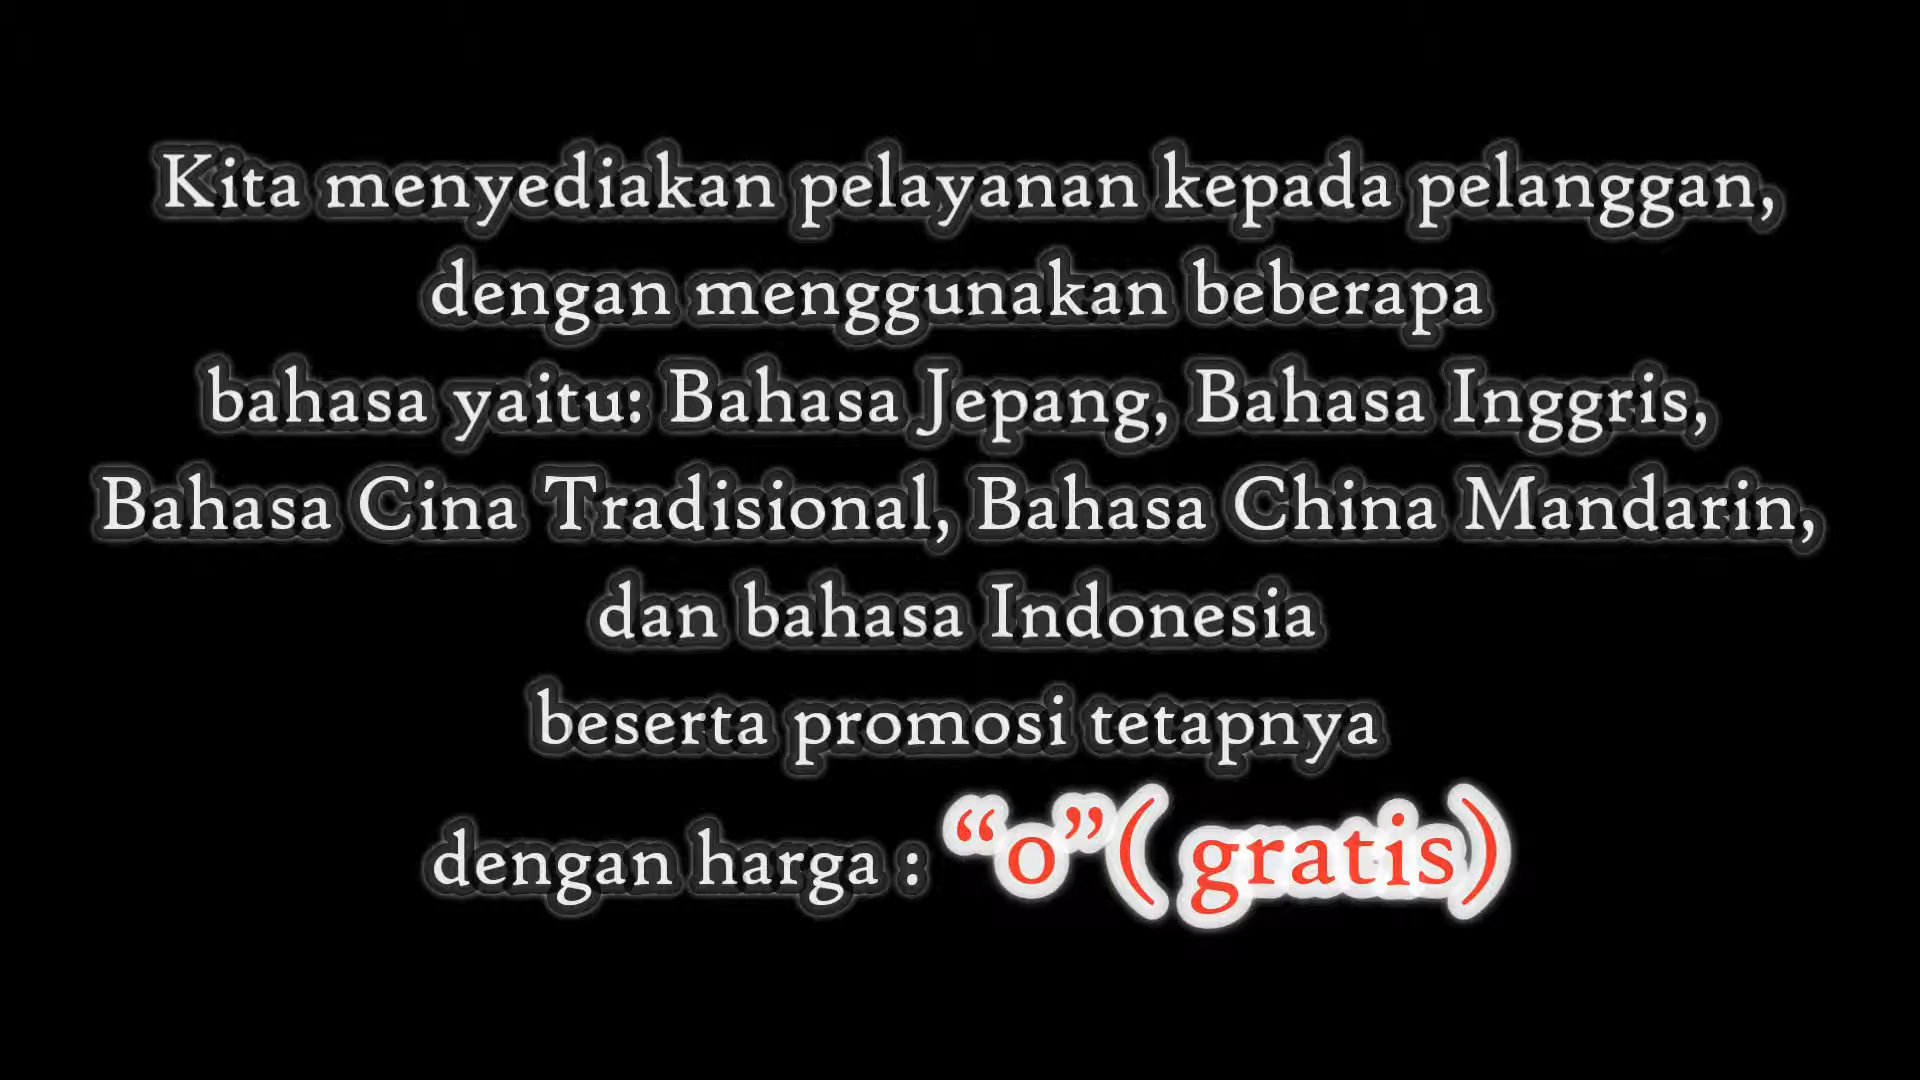 Kita menyediakan pelayanan kepada pelanggan,
dengan menggunakan beberapa
bahasa yaitu: Bahasa Jepang, Bahasa Inggris,
Bahasa Cina Tradisional, Bahasa China Mandarin,
dan bahasa Indonesia
beserta promosi tetapnya
dengan harga : “0”( gratis)